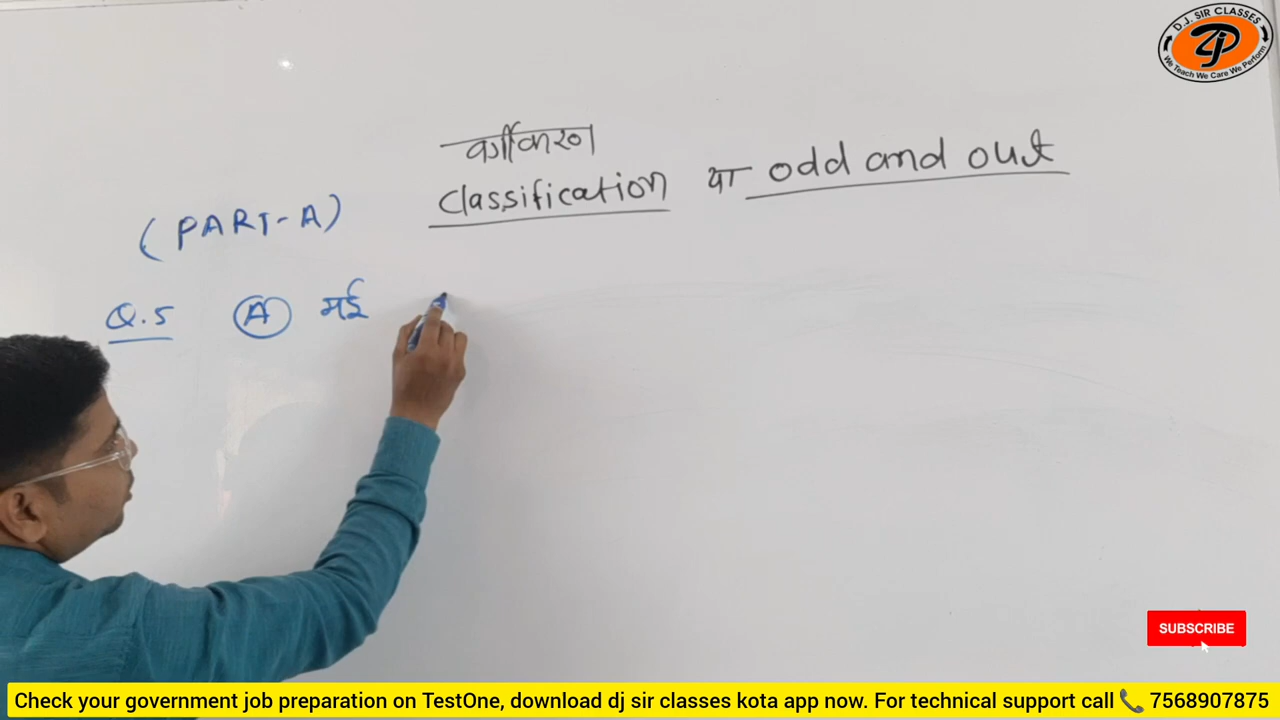 D.J. SIR CLASSES
We Teach We Care We Perform
वर्गीकरण
Classification या odd and out
(PART-A)
Q.5 (A) मई
SUBSCRIBE
Check your government job preparation on TestOne, download dj sir classes kota app now. For technical support call 📞 7568907875